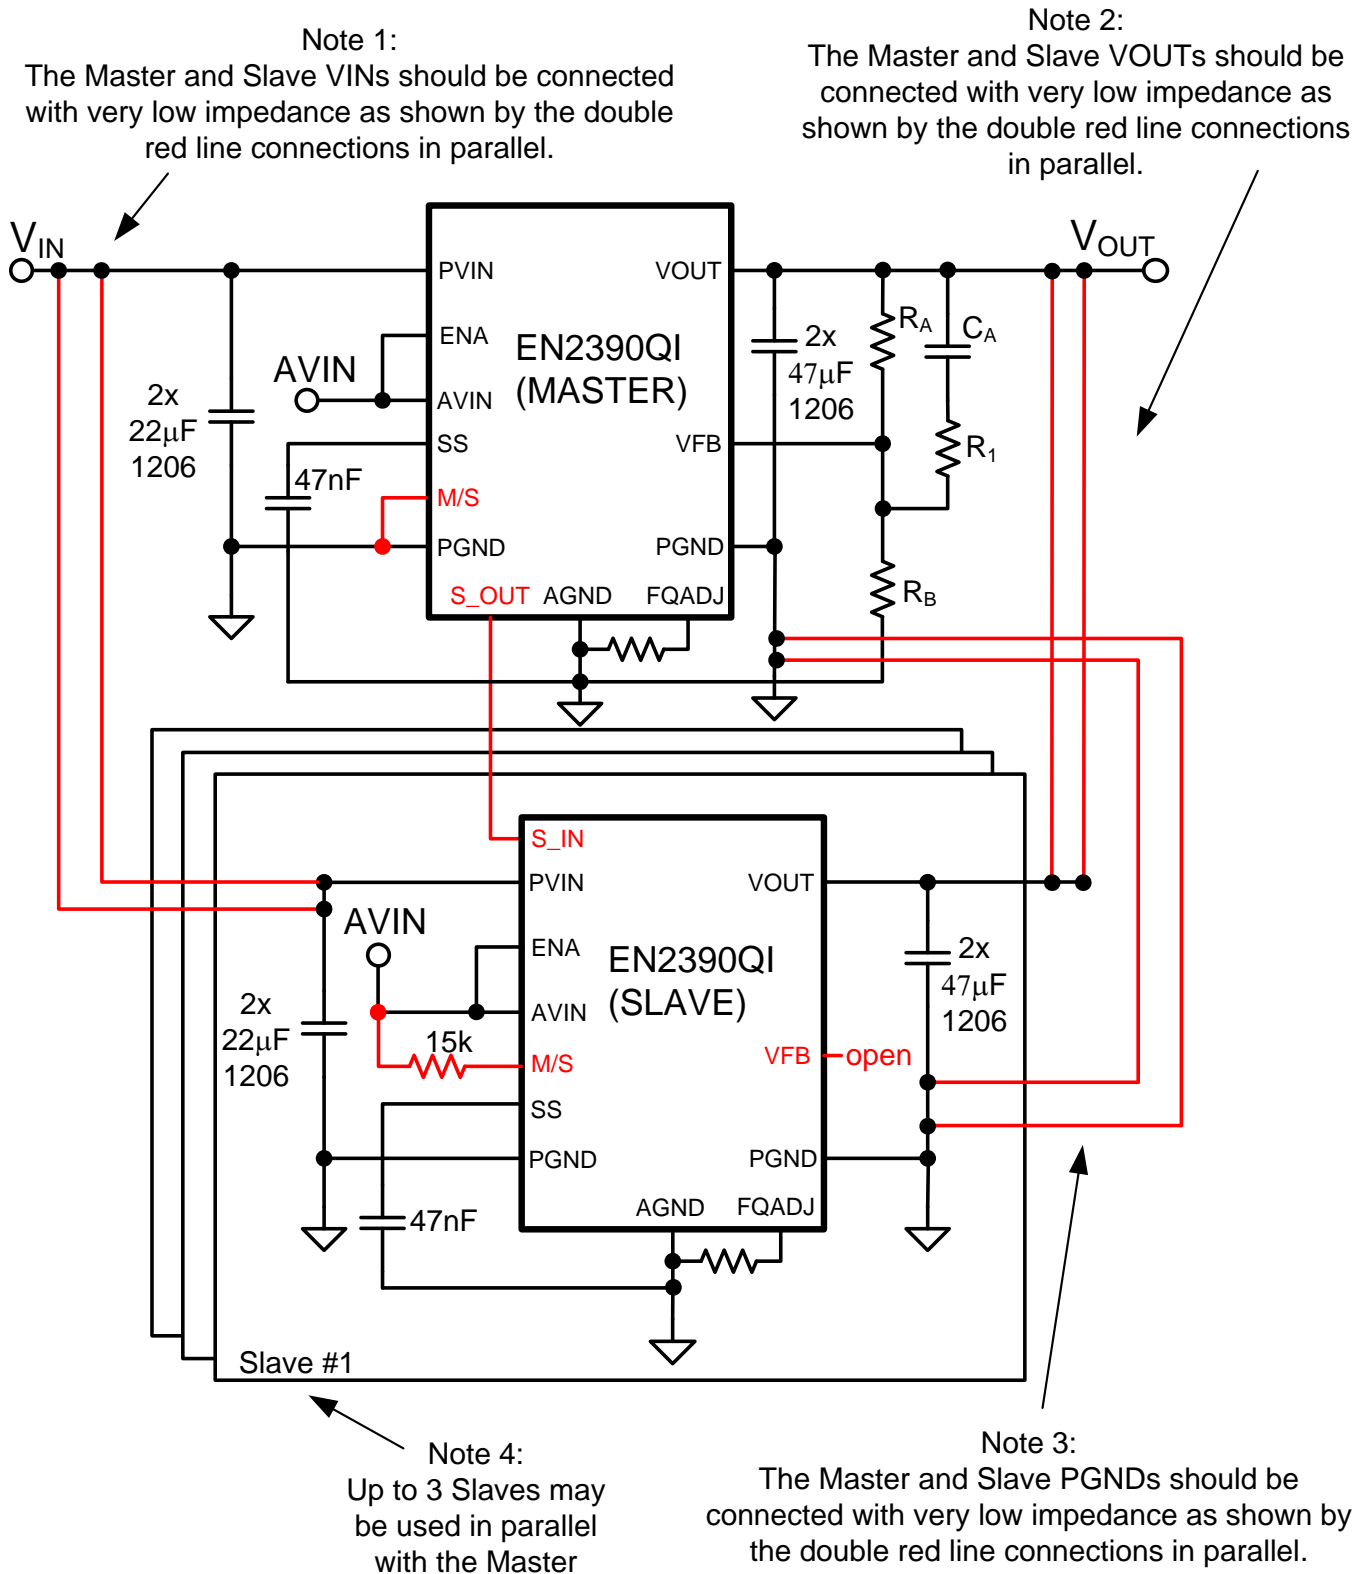 Note 1:
The Master and Slave VINs should be connected
with very low impedance as shown by the double
red line connections in parallel.
Note 2:
The Master and Slave VOUTs should be
connected with very low impedance as
shown by the double red line connections
in parallel.
VIN
VOUT
PVIN
VOUT
ENA
AVIN
AVIN
SS
M/S
PGND
S_OUT
AGND
FQADJ
PGND
VFB
EN2390QI
(MASTER)
2x
22µF
1206
47nF
2x
47µF
1206
RA
CA
R1
RB
S_IN
PVIN
VOUT
AVIN
ENA
AVIN
M/S
SS
PGND
AGND
FQADJ
PGND
VFB
open
EN2390QI
(SLAVE)
2x
22µF
1206
15k
47nF
2x
47µF
1206
Slave #1
Note 4:
Up to 3 Slaves may
be used in parallel
with the Master
Note 3:
The Master and Slave PGNDs should be
connected with very low impedance as shown by
the double red line connections in parallel.